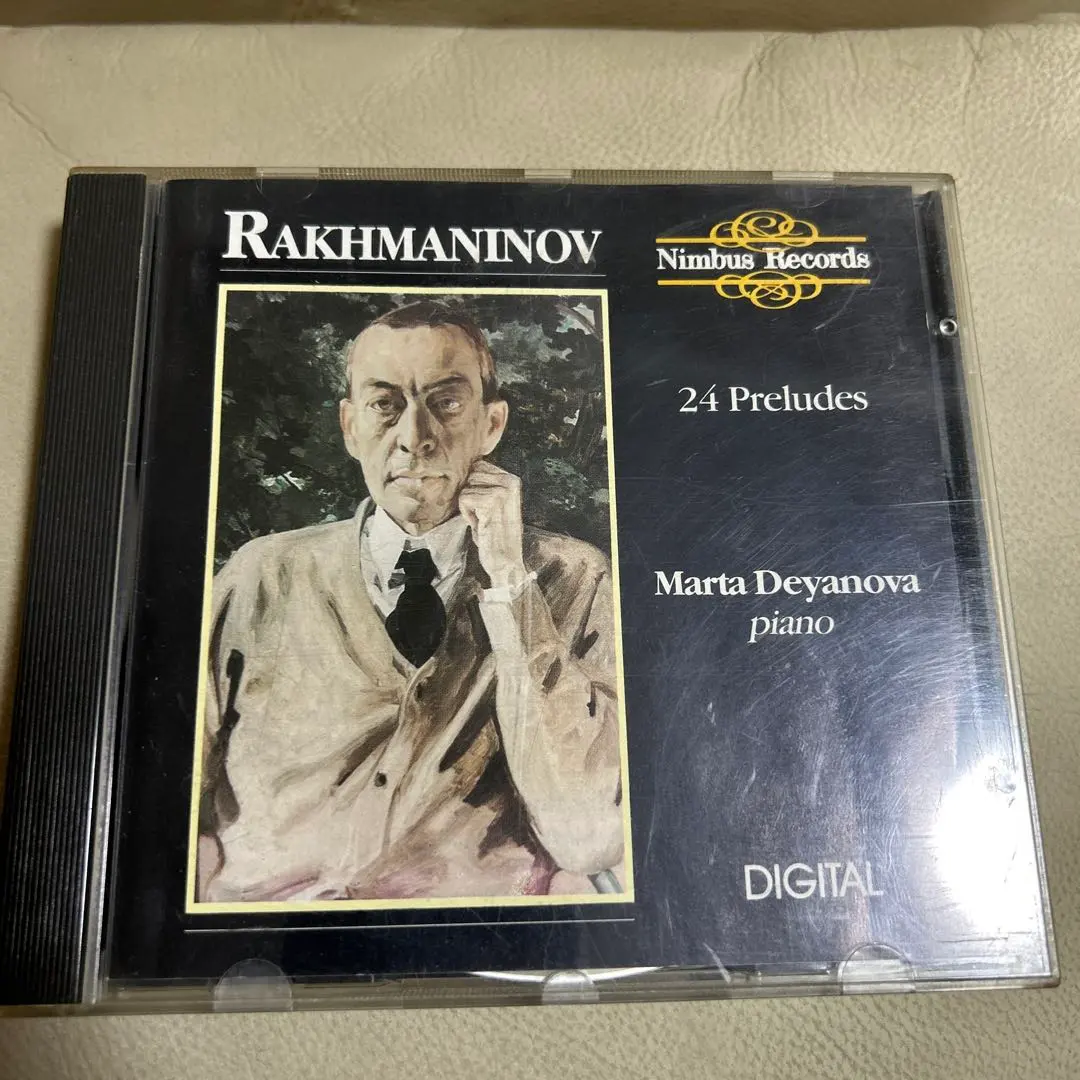 RAKHMANINOV
Nimbus Records
24 Preludes
Marta Deyanova
piano
DIGITAL